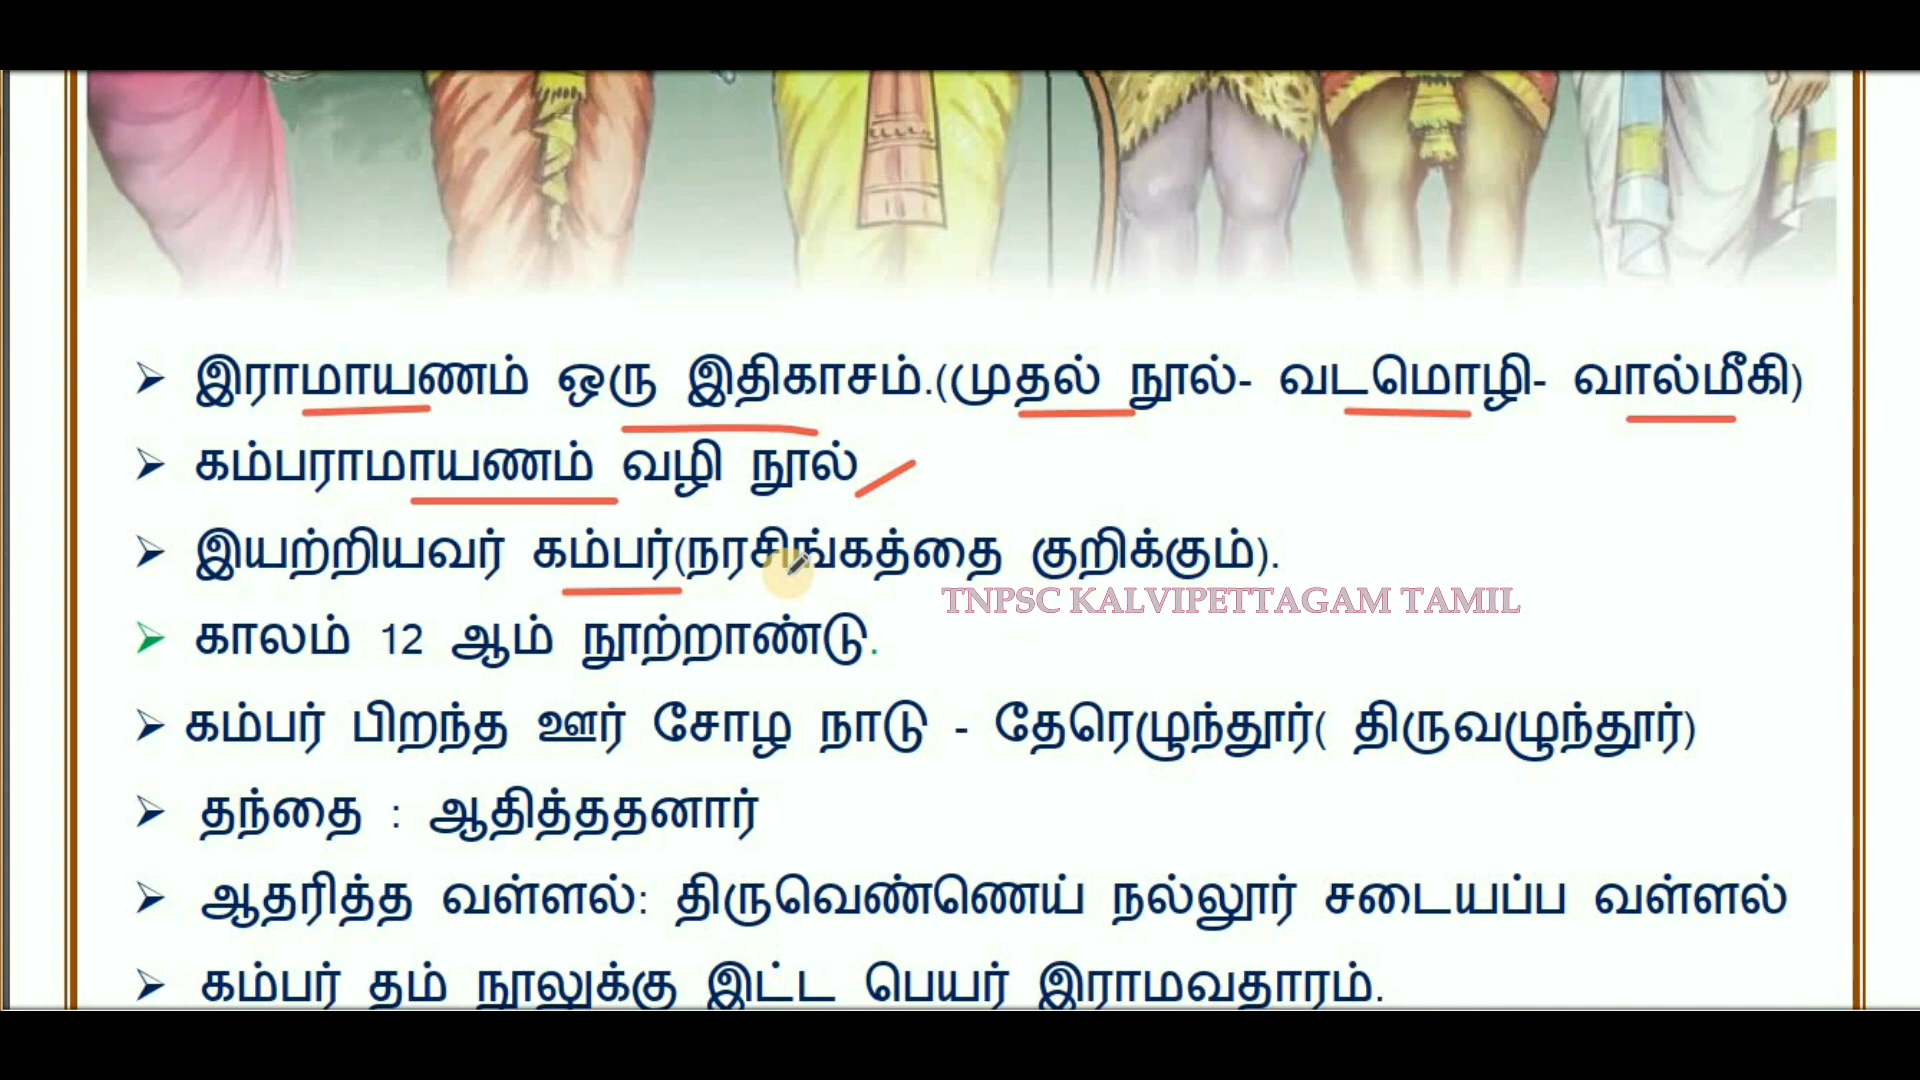 இராமாயணம் ஒரு இதிகாசம்.(முதல் நூல்- வடமொழி- வால்மீகி)
கம்பராமாயணம் வழி நூல்
இயற்றியவர் கம்பர்(நரசிங்கத்தை குறிக்கும்).
TNPSC KALVIPETTAGAM TAMIL
காலம் 12 ஆம் நூற்றாண்டு.
கம்பர் பிறந்த ஊர் சோழ நாடு - தேரெழுந்தூர்( திருவழுந்தூர்)
தந்தை : ஆதித்ததனார்
ஆதரித்த வள்ளல்: திருவெண்ணெய் நல்லூர் சடையப்ப வள்ளல்
கம்பர் தம் நூலுக்கு இட்ட பெயர் இராமவதாரம்.